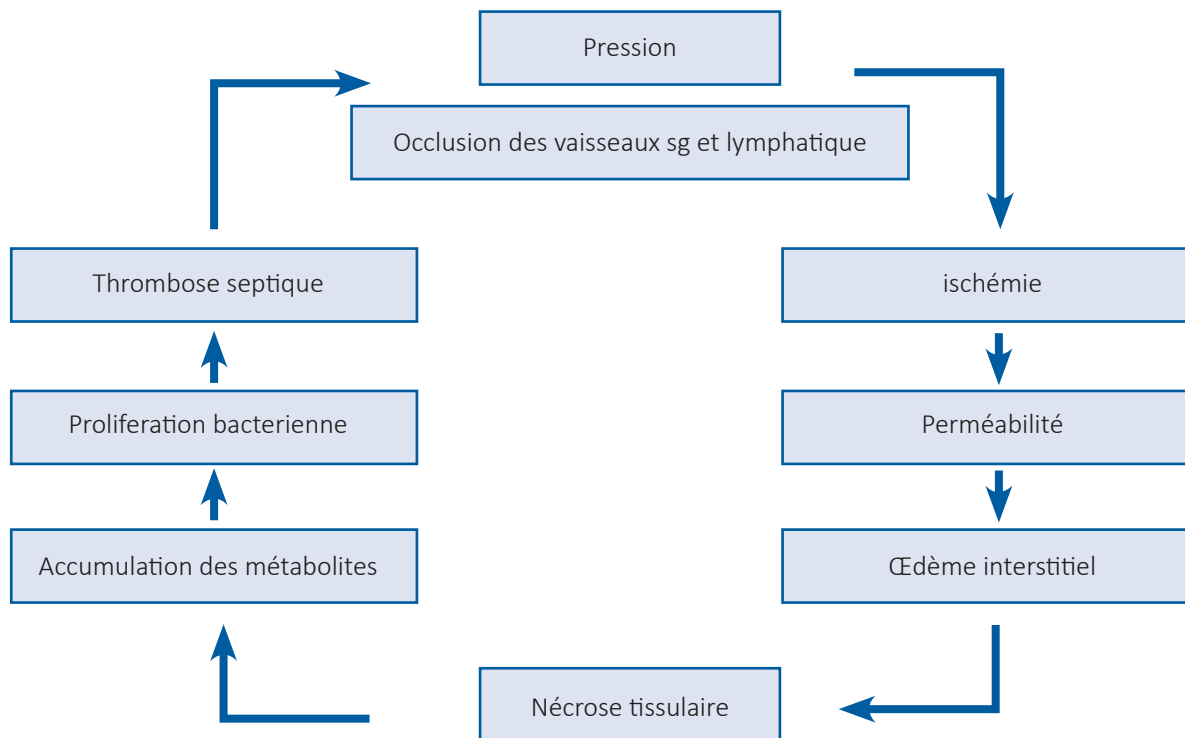 Pression
Occlusion des vaisseaux sg et lymphatique
Thrombose septique
ischémie
Proliferation bacterienne
Perméabilité
Accumulation des métabolites
Œdème interstitiel
Nécrose tissulaire